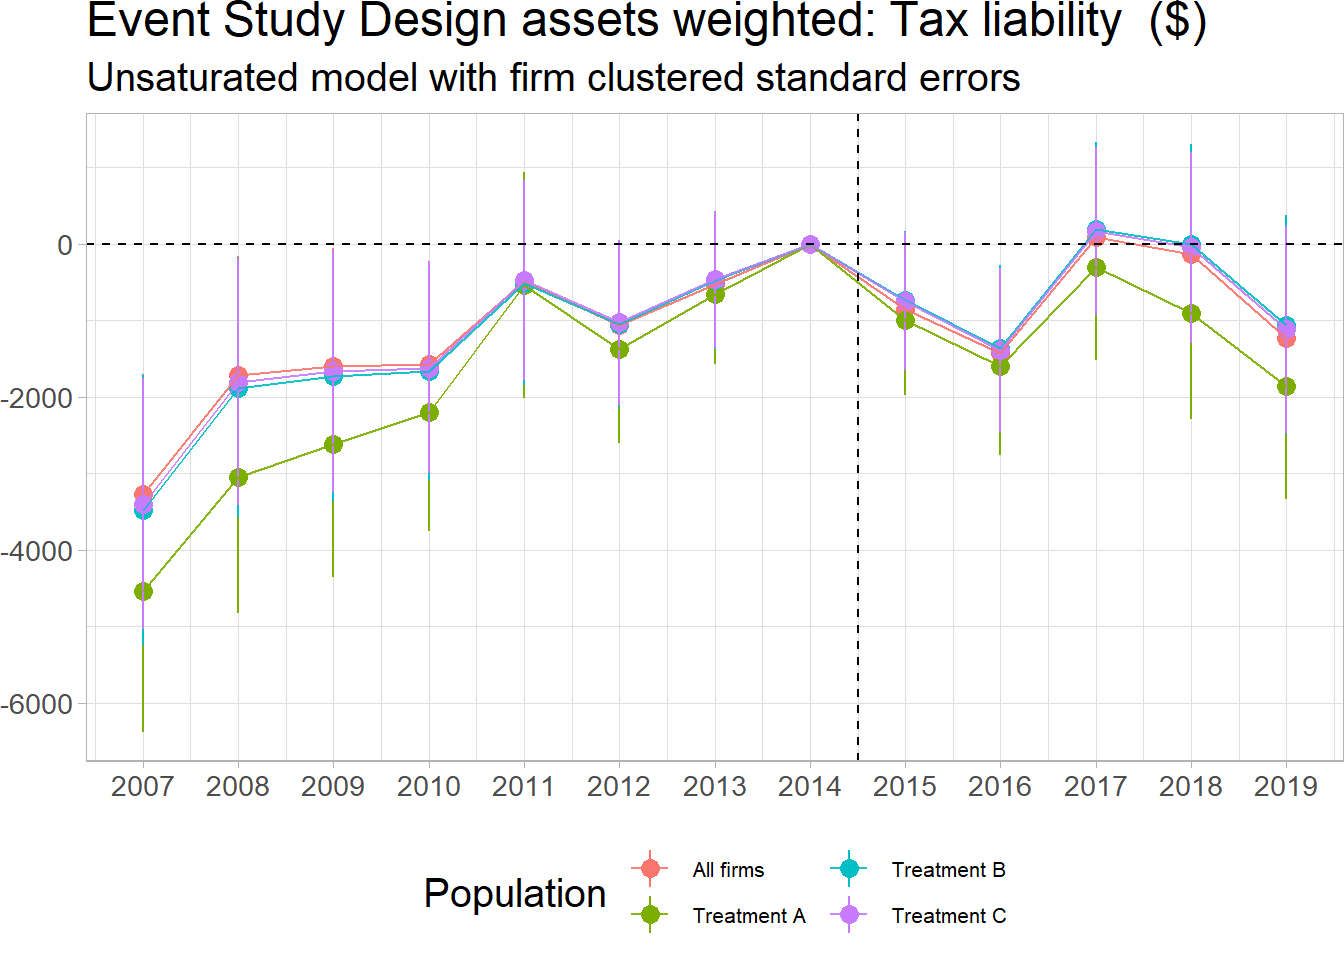 Event Study Design assets weighted: Tax liability ($)
Unsaturated model with firm clustered standard errors
0
-2000
-4000
-6000
2007 2008 2009 2010 2011 2012 2013 2014 2015 2016 2017 2018 2019
Population
All firms
Treatment B
Treatment A
Treatment C